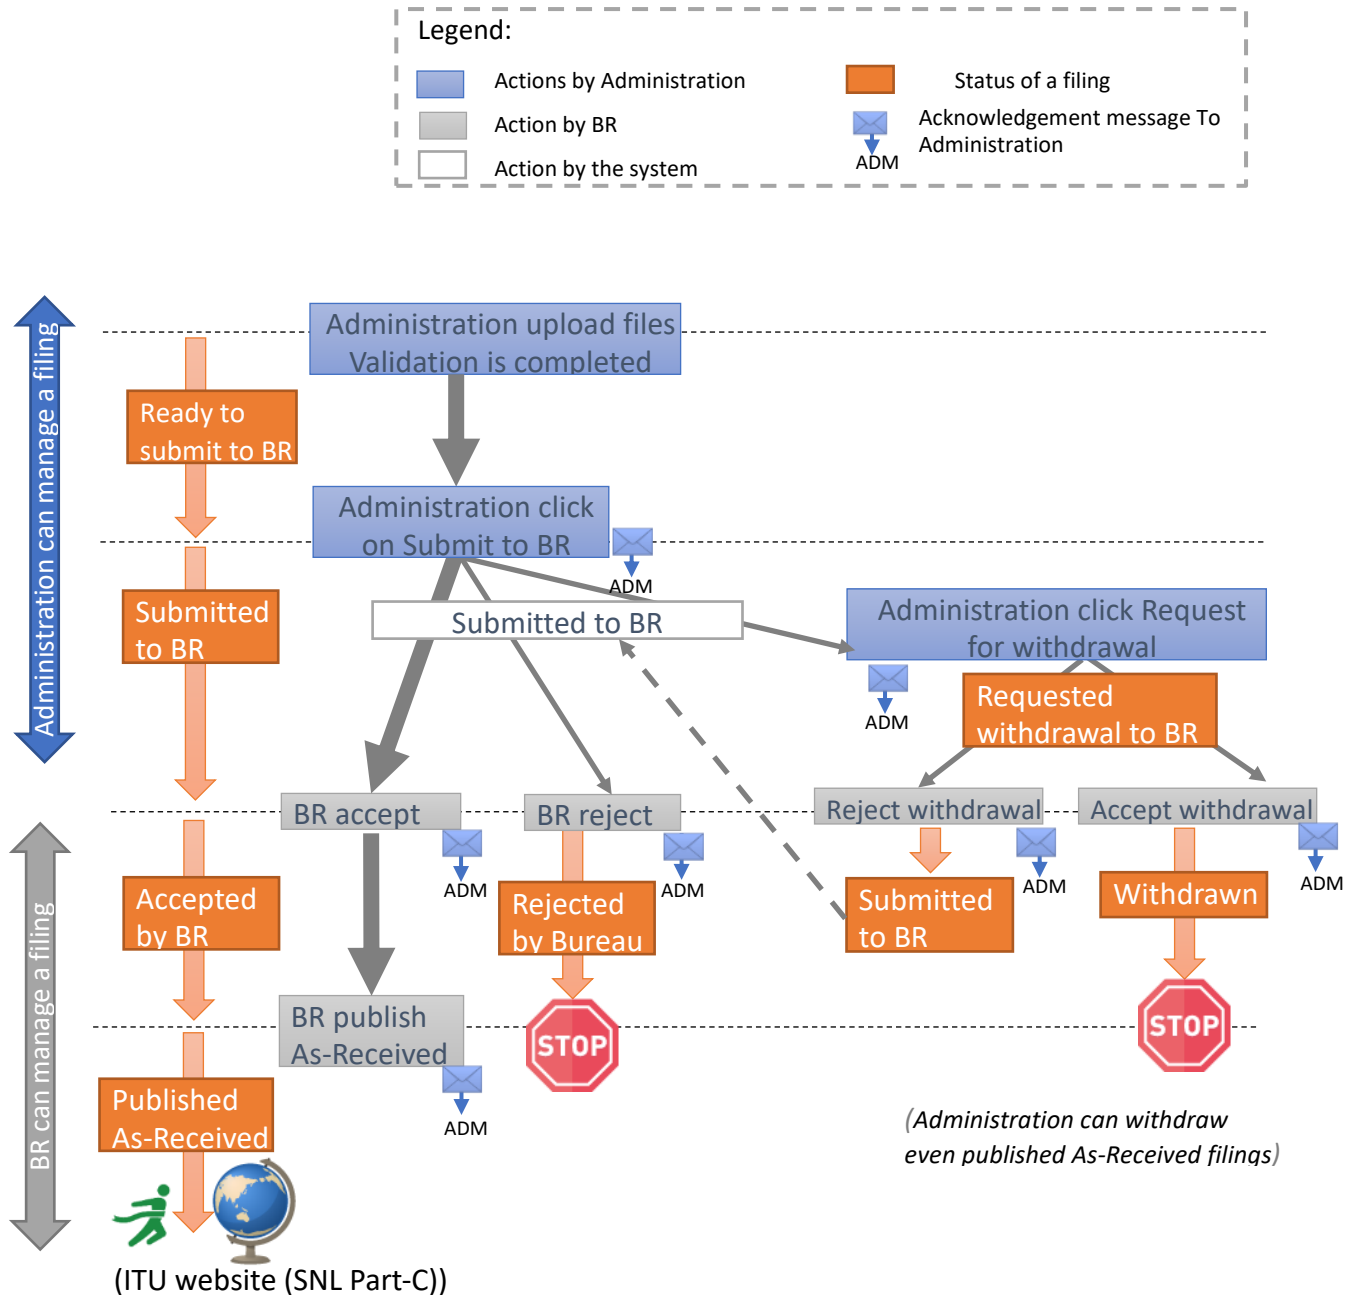 Legend:
Actions by Administration
Status of a filing
Action by BR
Acknowledgement message To
Administration
ADM
Action by the system
Administration can manage a filing
Administration upload files
Validation is completed
Ready to
submit to BR
Administration click
on Submit to BR
ADM
Submitted
to BR
Submitted to BR
Administration click Request
for withdrawal
ADM
Requested
withdrawal to BR
BR can manage a filing
BR accept
ADM
BR reject
ADM
Reject withdrawal
ADM
Accept withdrawal
ADM
Accepted
by BR
Rejected
by Bureau
Submitted
to BR
Withdrawn
BR publish
As-Received
ADM
STOP
STOP
Published
As-Received
(Administration can withdraw
even published As-Received filings)
(ITU website (SNL Part-C))